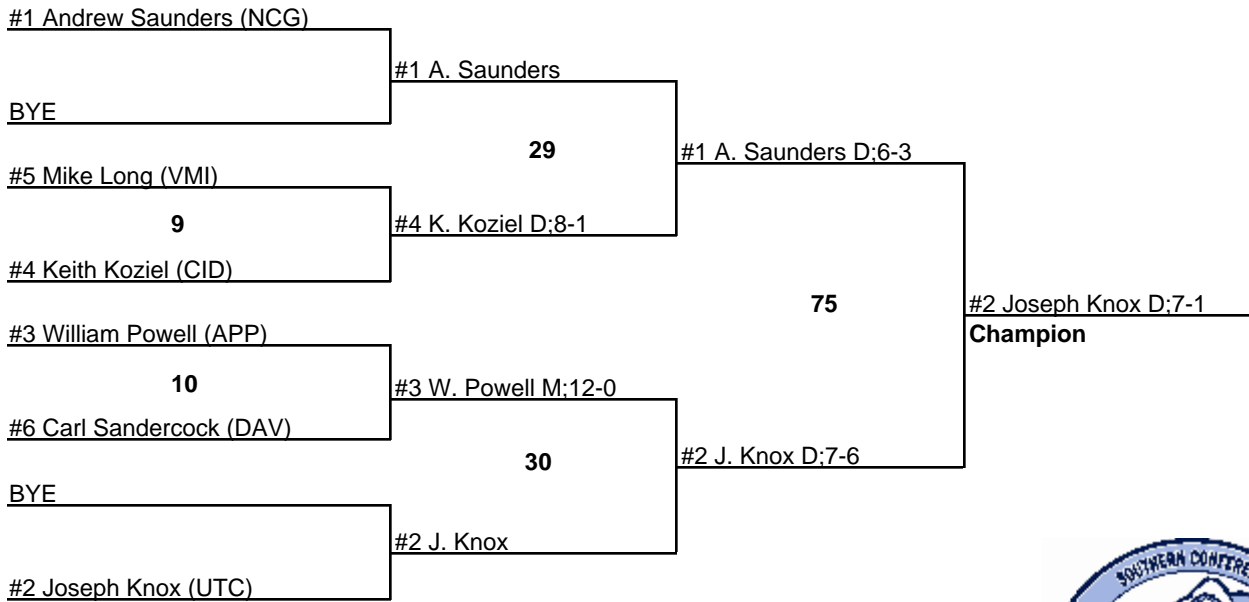 #1 Andrew Saunders (NCG)
#1 A. Saunders
BYE
29
#1 A. Saunders D;6-3
#5 Mike Long (VMI)
9
#4 K. Koziel D;8-1
#4 Keith Koziel (CID)
75
#2 Joseph Knox D;7-1
Champion
#3 William Powell (APP)
10
#3 W. Powell M;12-0
#6 Carl Sandercock (DAV)
30
#2 J. Knox D;7-6
BYE
#2 J. Knox
#2 Joseph Knox (UTC)
SOUTHERN